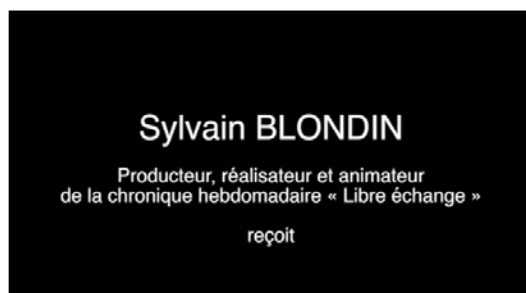 Sylvain BLONDIN
Producteur, réalisateur et animateur
de la chronique hebdomadaire « Libre échange »
reçoit